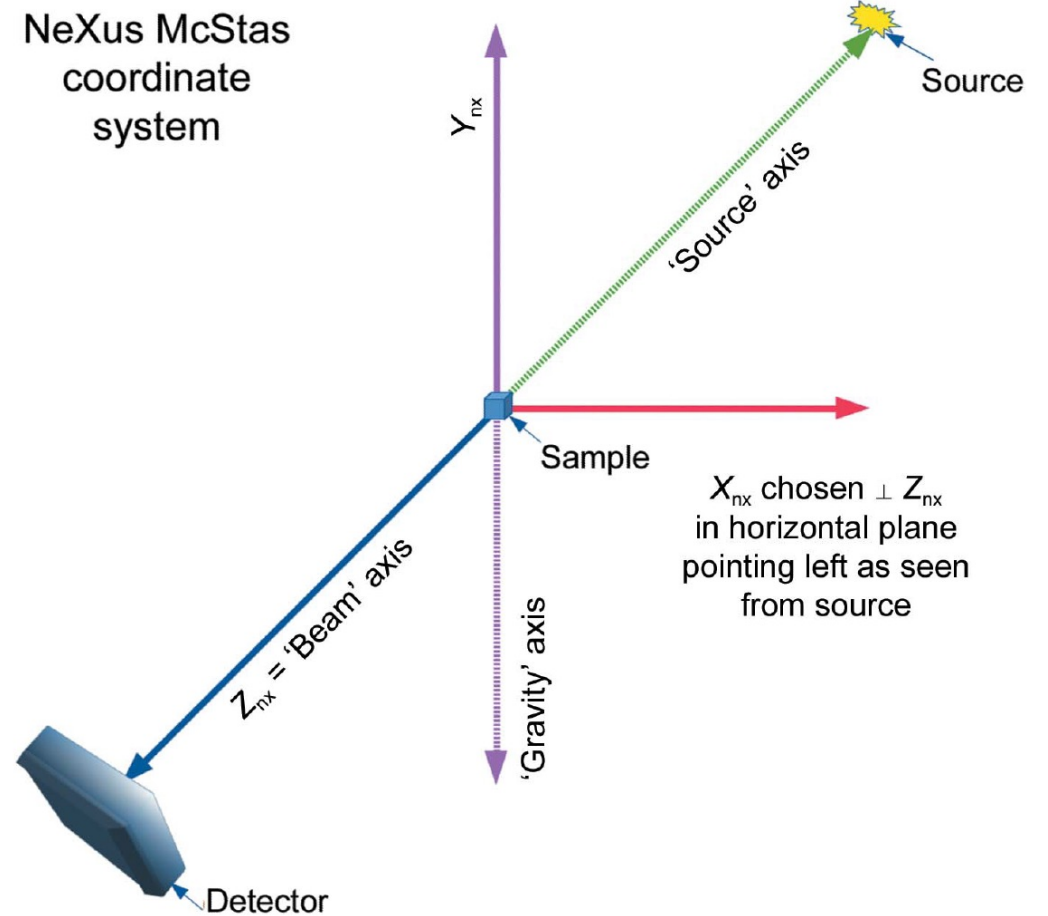 NeXus McStas
coordinate
system
Source
Ynx
‘Source’ axis
Sample
Xnx chosen ⊥ Znx
in horizontal plane
pointing left as seen
from source
Znx = ‘Beam’ axis
‘Gravity’ axis
Detector